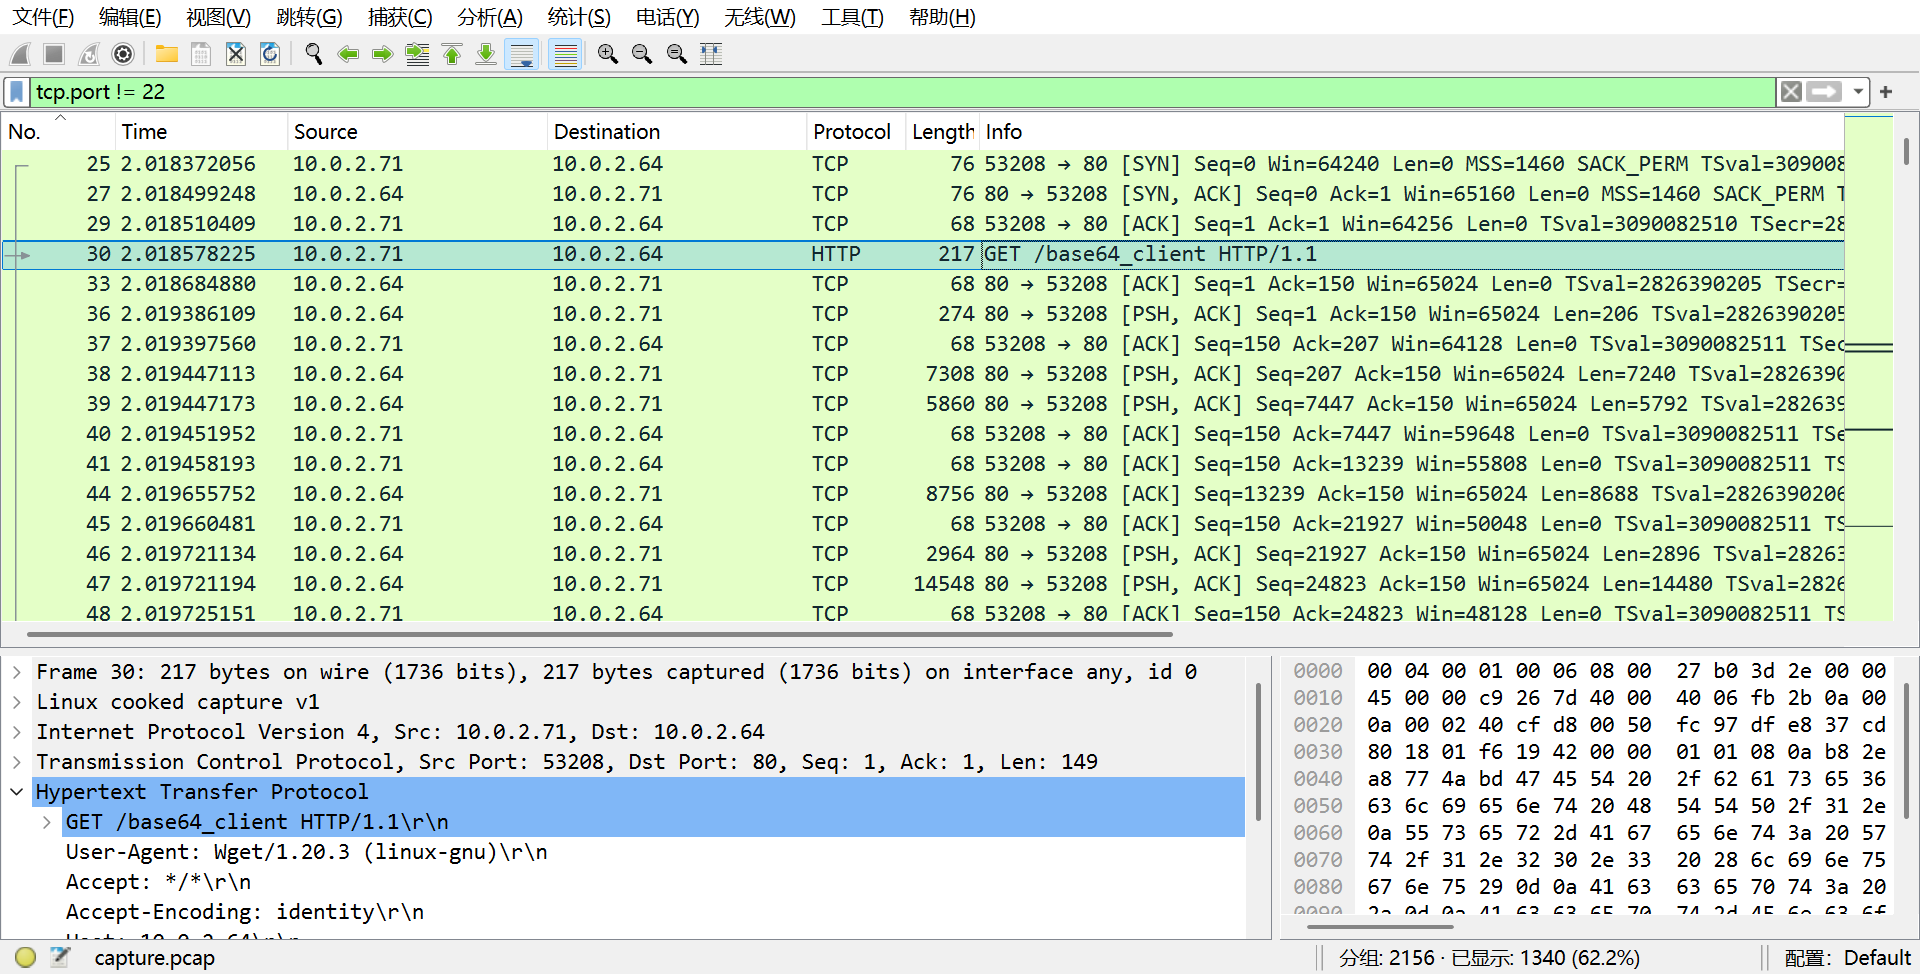 文件(F) 编辑(E) 视图(V) 跳转(G) 捕获(C) 分析(A) 统计(S) 电话(Y) 无线(W) 工具(T) 帮助(H)
tcp.port != 22
No. Time Source Destination Protocol Length Info
25 2.018372056 10.0.2.71 10.0.2.64 TCP 76 53208 → 80 [SYN] Seq=0 Win=64240 Len=0 MSS=1460 SACK_PERM TSval=309008
27 2.018499248 10.0.2.64 10.0.2.71 TCP 76 80 → 53208 [SYN, ACK] Seq=0 Ack=1 Win=65160 Len=0 MSS=1460 SACK_PERM T
29 2.018510409 10.0.2.71 10.0.2.64 TCP 68 53208 → 80 [ACK] Seq=1 Ack=1 Win=64256 Len=0 TSval=3090082510 TSecr=28
30 2.018578225 10.0.2.71 10.0.2.64 HTTP 217 GET /base64_client HTTP/1.1
33 2.018684880 10.0.2.64 10.0.2.71 TCP 68 80 → 53208 [ACK] Seq=1 Ack=150 Win=65024 Len=0 TSval=2826390205 TSecr=
36 2.019386109 10.0.2.64 10.0.2.71 TCP 274 80 → 53208 [PSH, ACK] Seq=1 Ack=150 Win=65024 Len=206 TSval=2826390205
37 2.019397560 10.0.2.71 10.0.2.64 TCP 68 53208 → 80 [ACK] Seq=150 Ack=207 Win=64128 Len=0 TSval=3090082511 TSec
38 2.019447113 10.0.2.64 10.0.2.71 TCP 7308 80 → 53208 [PSH, ACK] Seq=207 Ack=150 Win=65024 Len=7240 TSval=2826390
39 2.019447173 10.0.2.64 10.0.2.71 TCP 5860 80 → 53208 [PSH, ACK] Seq=7447 Ack=150 Win=65024 Len=5792 TSval=282639
40 2.019451952 10.0.2.71 10.0.2.64 TCP 68 53208 → 80 [ACK] Seq=150 Ack=7447 Win=59648 Len=0 TSval=3090082511 TSe
41 2.019458193 10.0.2.71 10.0.2.64 TCP 68 53208 → 80 [ACK] Seq=150 Ack=13239 Win=55808 Len=0 TSval=3090082511 TS
44 2.019655752 10.0.2.64 10.0.2.71 TCP 8756 80 → 53208 [ACK] Seq=13239 Ack=150 Win=65024 Len=8688 TSval=2826390206
45 2.019660481 10.0.2.71 10.0.2.64 TCP 68 53208 → 80 [ACK] Seq=150 Ack=21927 Win=50048 Len=0 TSval=3090082511 TS
46 2.019721134 10.0.2.64 10.0.2.71 TCP 2964 80 → 53208 [PSH, ACK] Seq=21927 Ack=150 Win=65024 Len=2896 TSval=28263
47 2.019721194 10.0.2.64 10.0.2.71 TCP 14548 80 → 53208 [PSH, ACK] Seq=24823 Ack=150 Win=65024 Len=14480 TSval=2826
48 2.019725151 10.0.2.71 10.0.2.64 TCP 68 53208 → 80 [ACK] Seq=150 Ack=24823 Win=48128 Len=0 TSval=3090082511 TS
Frame 30: 217 bytes on wire (1736 bits), 217 bytes captured (1736 bits) on interface any, id 0
Linux cooked capture v1
Internet Protocol Version 4, Src: 10.0.2.71, Dst: 10.0.2.64
Transmission Control Protocol, Src Port: 53208, Dst Port: 80, Seq: 1, Ack: 1, Len: 149
Hypertext Transfer Protocol
GET /base64_client HTTP/1.1\r\n
User-Agent: Wget/1.20.3 (linux-gnu)\r\n
Accept: */*\r\n
Accept-Encoding: identity\r\n
Host: 10.0.2.64\r\n
0000 00 04 00 01 00 06 08 00 27 b0 3d 2e 00 00
0010 45 00 00 c9 26 7d 40 00 40 06 fb 2b 0a 00
0020 0a 00 02 40 cf d8 00 50 fc 97 df e8 37 cd
0030 80 18 01 f6 19 42 00 00 01 01 08 0a b8 2e
0040 a8 77 4a bd 47 45 54 20 2f 62 61 73 65 36
0050 63 6c 69 65 6e 74 20 48 54 54 50 2f 31 2e
0060 0a 55 73 65 72 2d 41 67 65 6e 74 3a 20 57
0070 74 2f 31 2e 32 30 2e 33 20 28 6c 69 6e 75
0080 67 6e 75 29 0d 0a 41 63 63 65 70 74 3a 20
0090 2a 0d 0a 41 63 63 65 70 74 2d 45 6e 63 6f
capture.pcap 分组: 2156 · 已显示: 1340 (62.2%) 配置: Default